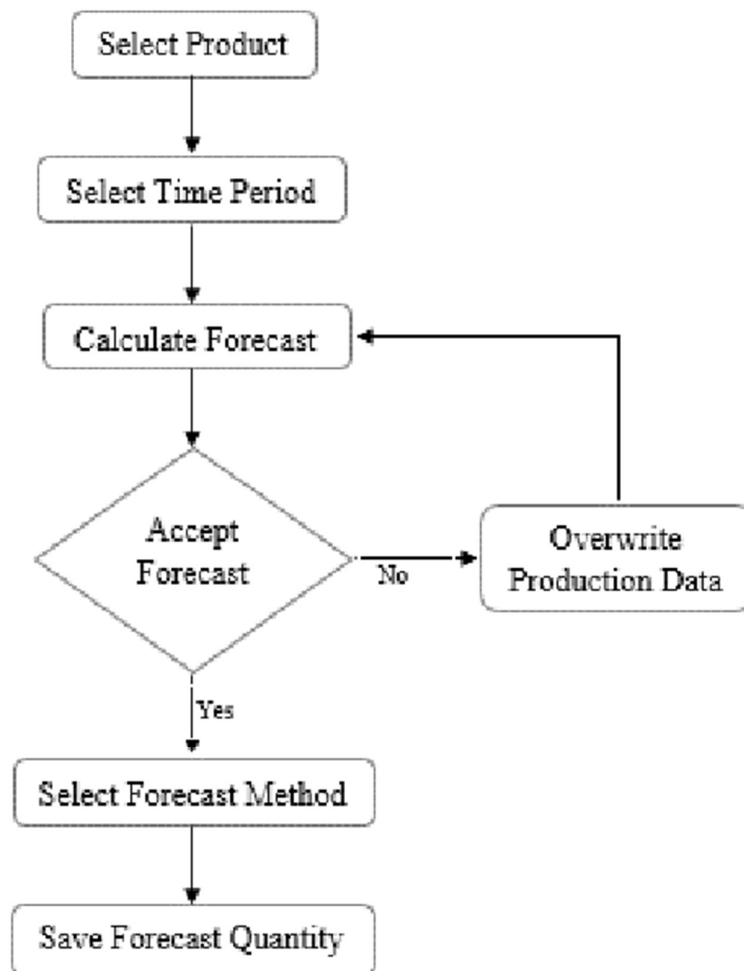 Select Product
Select Time Period
Calculate Forecast
Accept
Forecast
No
Overwrite
Production Data
Yes
Select Forecast Method
Save Forecast Quantity